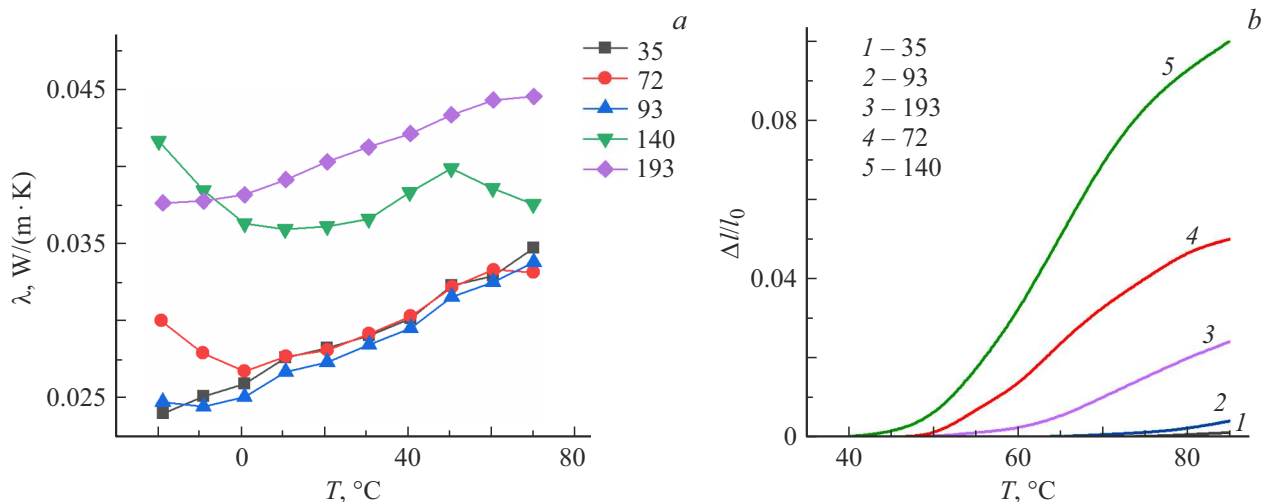 a
35
72
93
140
193
0.045
0.035
0.025
λ, W/(m · K)
0
40
80
T, °C
b
1 – 35
2 – 93
3 – 193
4 – 72
5 – 140
5
4
3
2
1
0.08
0.04
0
Δl/l₀
40
60
80
T, °C